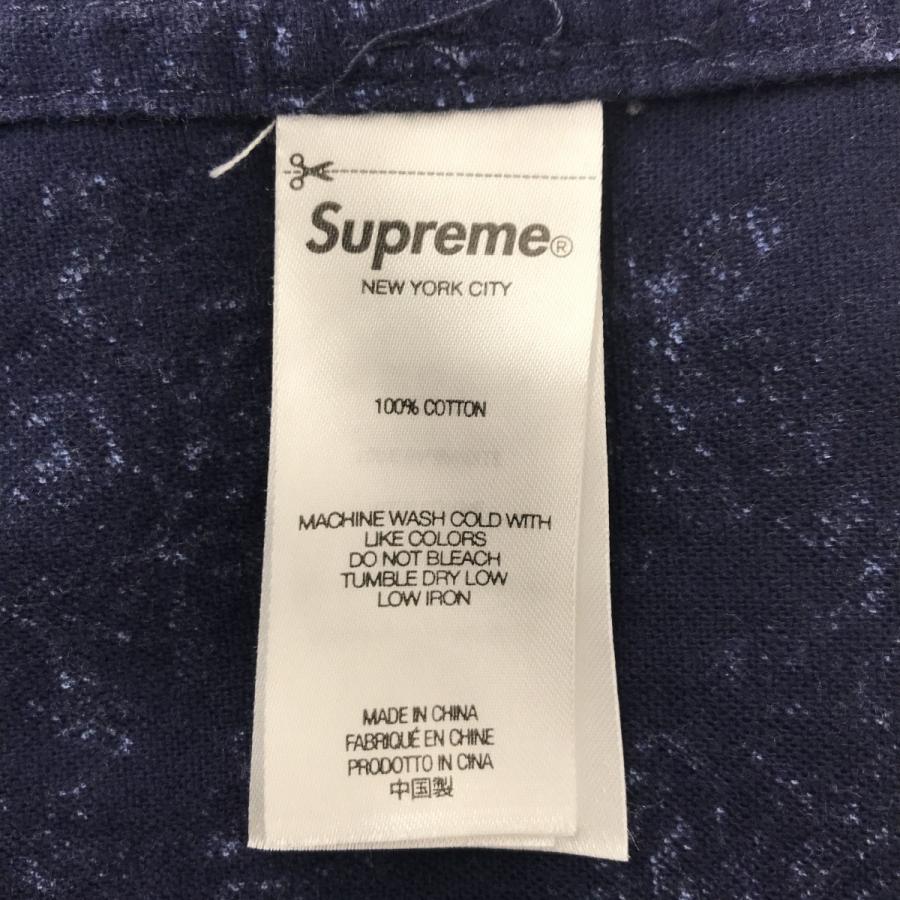 Supreme®
NEW YORK CITY
100% COTTON
MACHINE WASH COLD WITH
LIKE COLORS
DO NOT BLEACH
TUMBLE DRY LOW
LOW IRON
MADE IN CHINA
FABRIQUÉ EN CHINE
PRODOTTO IN CINA
中国製